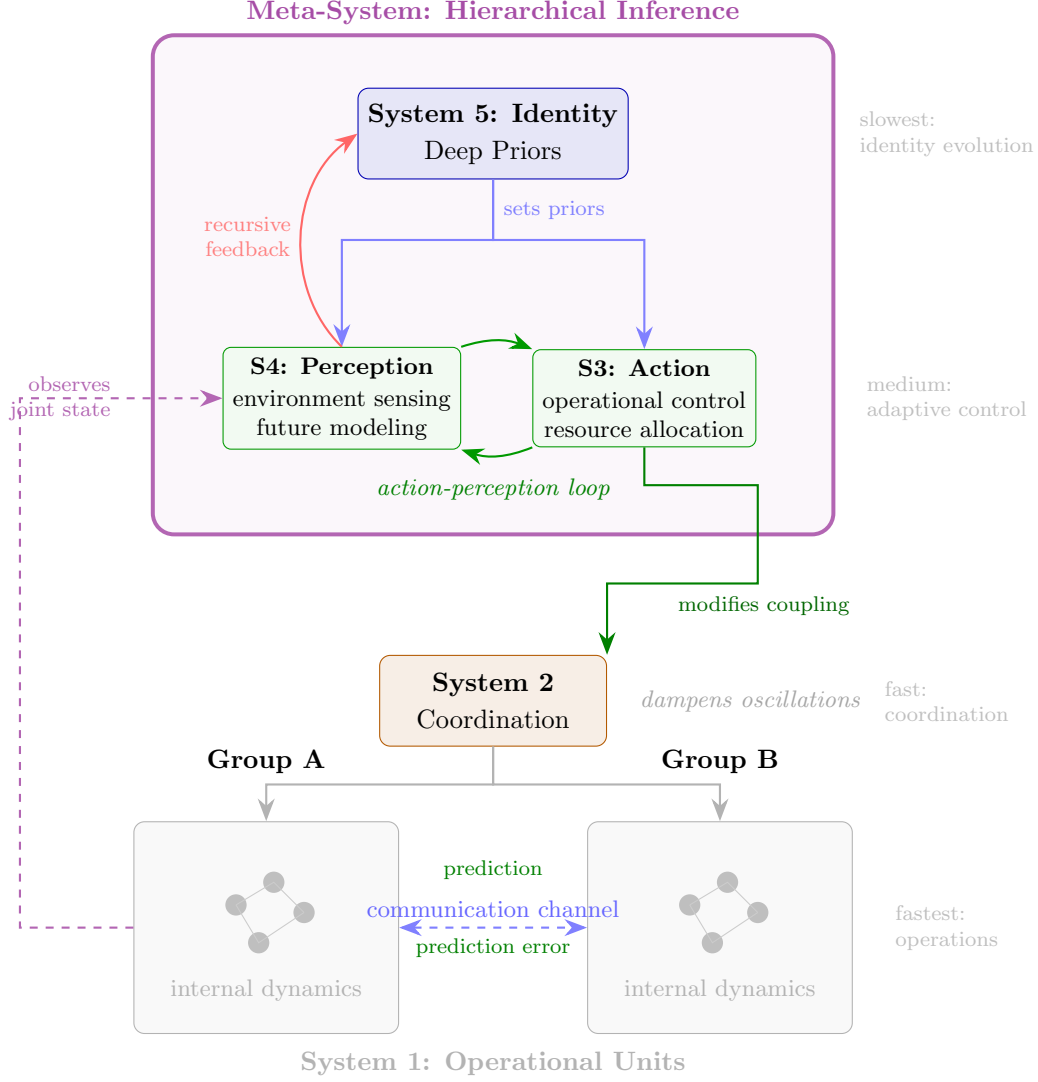 Meta-System: Hierarchical Inference
System 5: Identity
Deep Priors
slowest:
identity evolution
sets priors
recursive
feedback
S4: Perception
environment sensing
future modeling
S3: Action
operational control
resource allocation
observes
joint state
medium:
adaptive control
action-perception loop
modifies coupling
System 2
Coordination
dampens oscillations
fast:
coordination
Group A
Group B
prediction
communication channel
prediction error
internal dynamics
internal dynamics
fastest:
operations
System 1: Operational Units